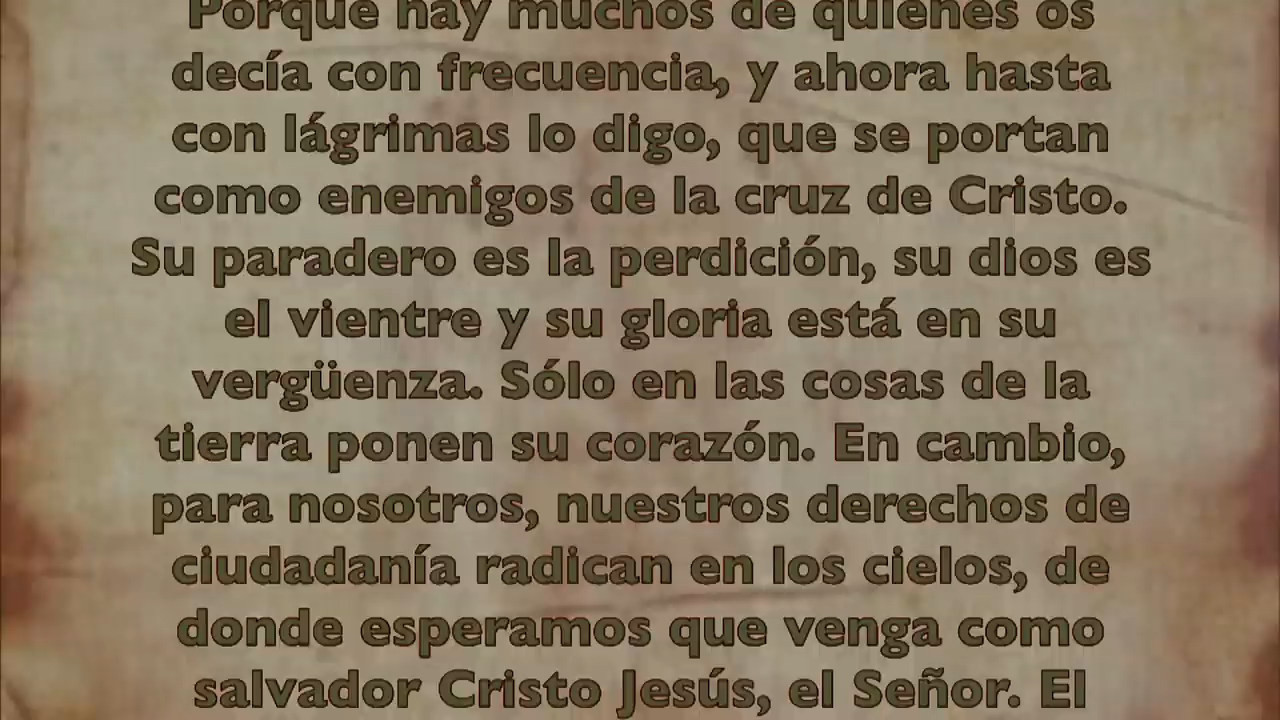 Porque hay muchos de quienes os
decía con frecuencia, y ahora hasta
con lágrimas lo digo, que se portan
como enemigos de la cruz de Cristo.
Su paradero es la perdición, su dios es
el vientre y su gloria está en su
vergüenza. Sólo en las cosas de la
tierra ponen su corazón. En cambio,
para nosotros, nuestros derechos de
ciudadanía radican en los cielos, de
donde esperamos que venga como
salvador Cristo Jesús, el Señor. El